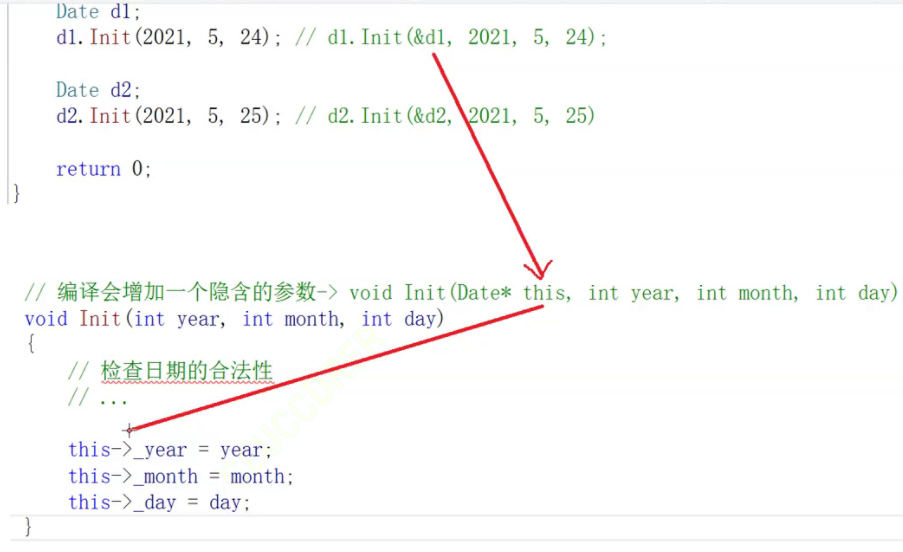 Date d1;
d1.Init(2021, 5, 24); // d1.Init(&d1, 2021, 5, 24);
Date d2;
d2.Init(2021, 5, 25); // d2.Init(&d2, 2021, 5, 25)
return 0;
}
// 编译会增加一个隐含的参数-> void Init(Date* this, int year, int month, int day)
void Init(int year, int month, int day)
{
// 检查日期的合法性
// ...
this->_year = year;
this->_month = month;
this->_day = day;
}